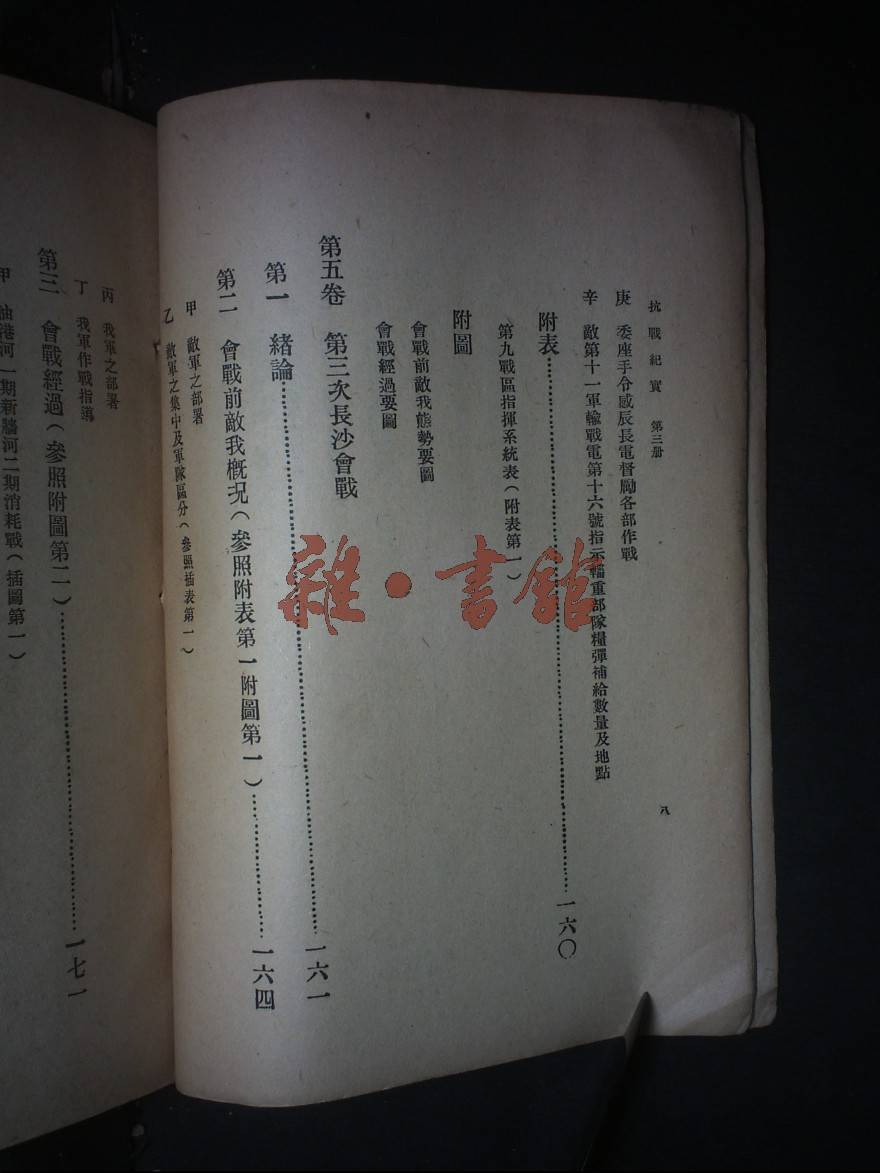 抗戰紀實　第三册
八
庚　委座手令感辰長電督勵各部作戰
辛　敵第十一軍輸戰電第十六號指示輜重部隊糧彈補給數量及地點
附表⋯⋯⋯⋯⋯⋯⋯⋯⋯⋯一六〇
第九戰區指揮系統表（附表第一）
附圖
會戰前敵我態勢要圖
會戰經過要圖
第五卷　第三次長沙會戰
第一　緒論⋯⋯⋯⋯⋯⋯⋯⋯⋯⋯一六一
第二　會戰前敵我概況（參照附表第一附圖第一）⋯⋯⋯⋯一六四
甲　敵軍之部署
乙　敵軍之集中及軍隊區分（參照插表第一）
丙　我軍之部署
丁　我軍作戰指導
第三　會戰經過（參照附圖第二）⋯⋯⋯⋯⋯⋯一七一
甲　油港河一期新牆河二期消耗戰（插圖第一）
雜·書館